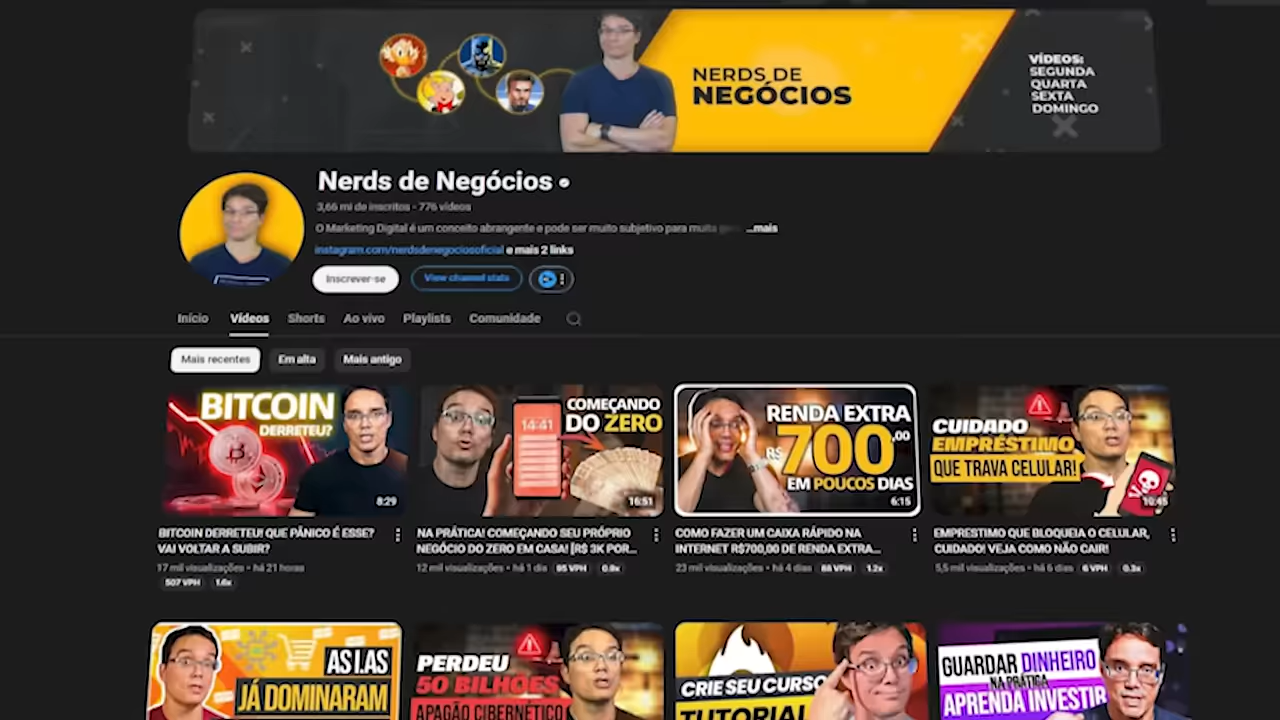 NERDS DE
NEGÓCIOS
VÍDEOS:
SEGUNDA
QUARTA
SEXTA
DOMINGO
Nerds de Negócios
3,66 mi de inscritos • 776 vídeos
O Marketing Digital é um conceito abrangente e pode ser muito subjetivo para muita ...mais
instagram.com/nerdsdenegociosoficial e mais 2 links
Inscrever-se
View channel stats
Início Vídeos Shorts Ao vivo Playlists Comunidade
Mais recentes Em alta Mais antigo
BITCOIN
DERRETEU?
8:29
BITCOIN DERRETEU! QUE PÂNICO É ESSE?
VAI VOLTAR A SUBIR?
17 mil visualizações • há 21 horas
507 VPH 1.6x
COMEÇANDO
DO ZERO
14:41
16:51
NA PRÁTICA! COMEÇANDO SEU PRÓPRIO
NEGÓCIO DO ZERO EM CASA! [R$ 3K POR...
12 mil visualizações • há 1 dia 85 VPH 0.8x
RENDA EXTRA
R$ 700,00
EM POUCOS DIAS
6:15
COMO FAZER UM CAIXA RÁPIDO NA
INTERNET R$700,00 DE RENDA EXTRA...
23 mil visualizações • há 4 dias 68 VPH 1.2x
CUIDADO
EMPRÉSTIMO
QUE TRAVA CELULAR!
10:45
EMPRESTIMO QUE BLOQUEIA O CELULAR,
CUIDADO! VEJA COMO NÃO CAIR!
5,5 mil visualizações • há 6 dias 6 VPH 0.3x
AS I.AS
JÁ DOMINARAM
PERDEU
50 BILHÕES
APAGÃO CIBERNÉTICO
CRIE SEU CURSO
TUTORIAL
GUARDAR DINHEIRO
NA PRÁTICA
APRENDA INVESTIR